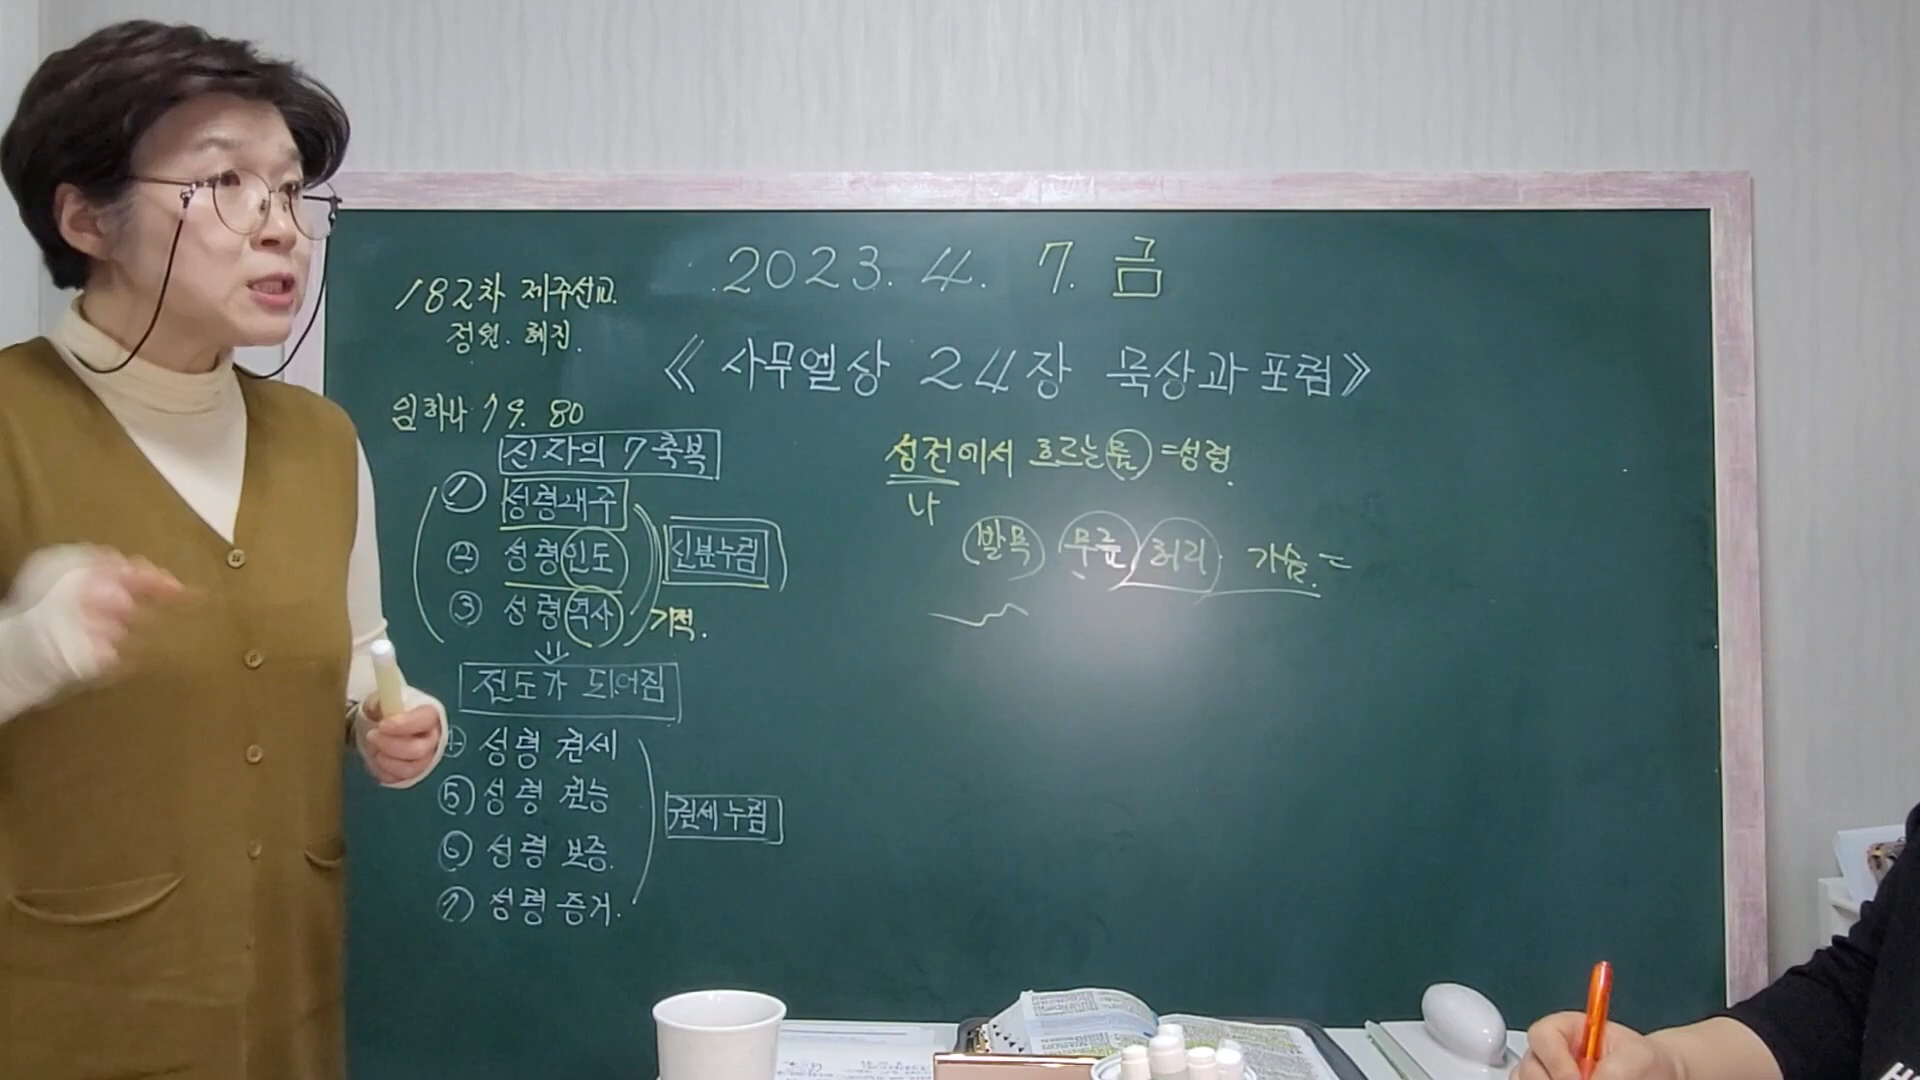 2023. 4. 7. 금
182차 제주선교.
정원. 혜진.
《사무엘상 24장 묵상과 포럼》
임하나 79. 80
신자의 7축복
① 성령내주
② 성령인도
③ 성령역사
신분누림
기적.
전도가 되어짐
④ 성령 권세
⑤ 성령 권능
⑥ 성령 보증.
⑦ 성령 증거.
권세누림
성전에서 흐르는 물 =성령.
나
발목 무릎 허리. 가슴. =